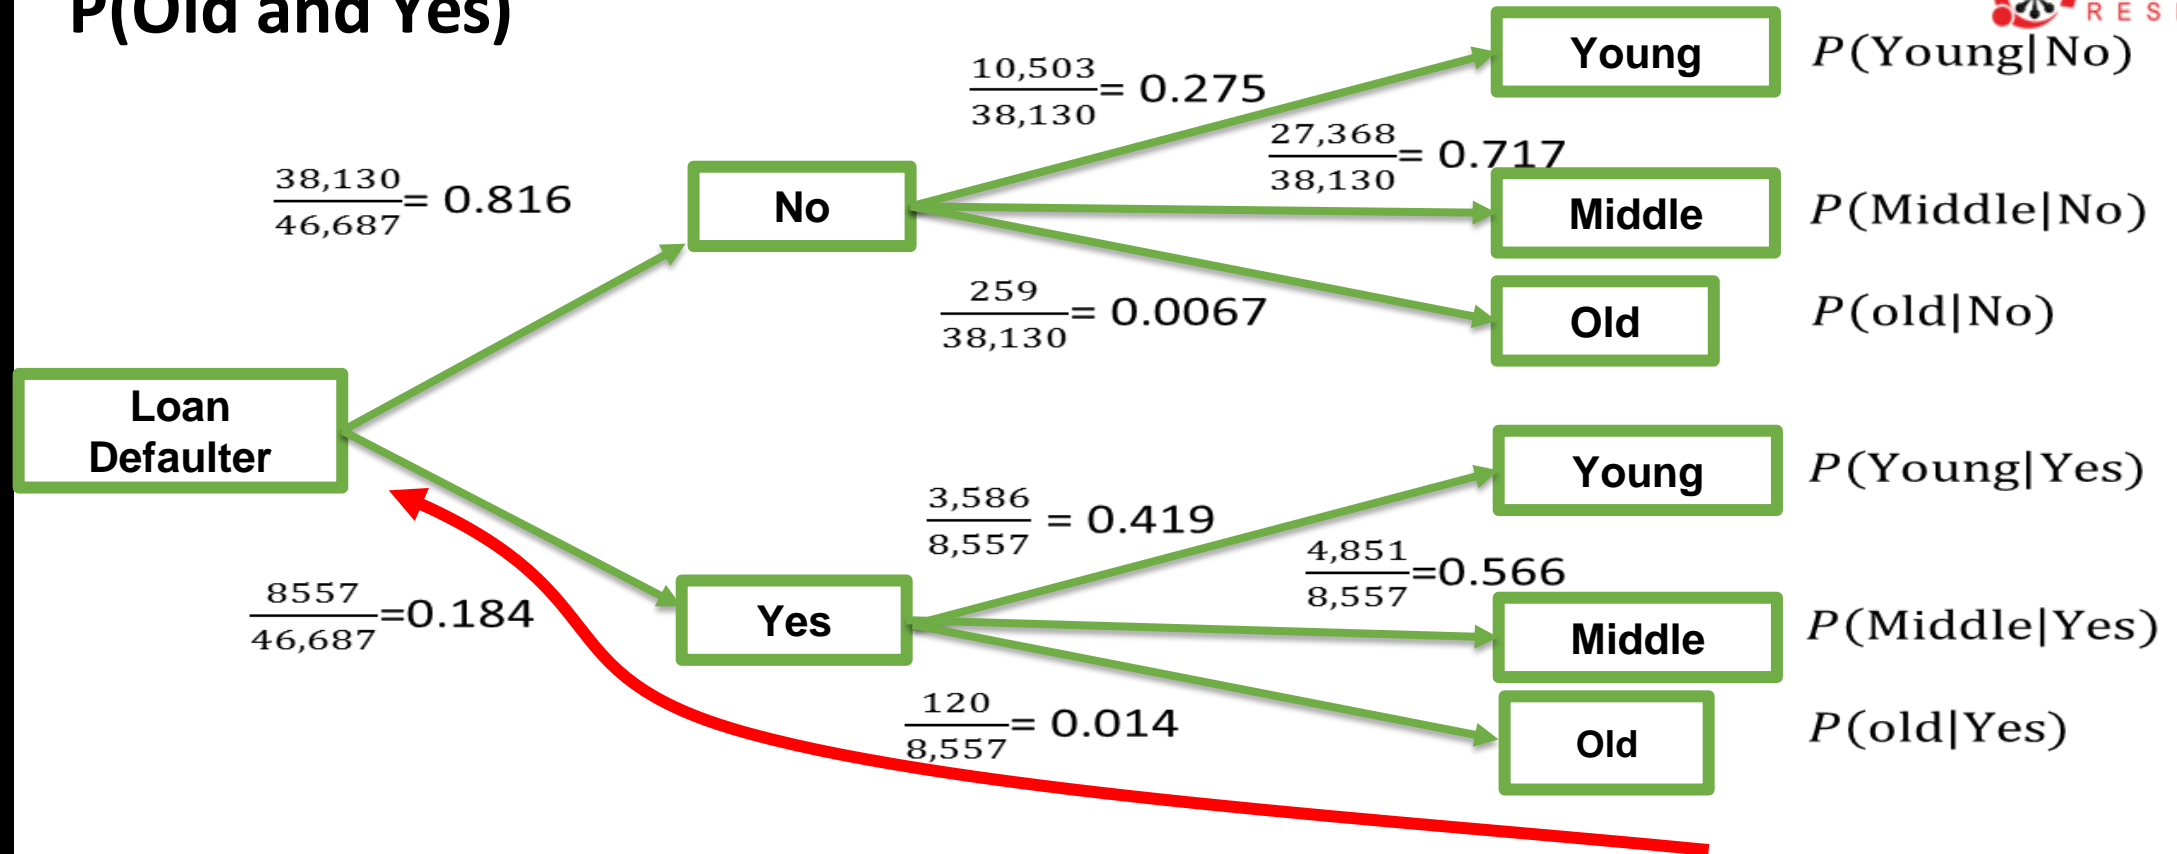 P(Old and Yes)
RES
Young
P(Young|No)
10,503
38,130
= 0.275
27,368
38,130
= 0.717
38,130
46,687
= 0.816
No
Middle
P(Middle|No)
259
38,130
= 0.0067
Old
P(old|No)
Loan
Defaulter
Young
P(Young|Yes)
3,586
8,557
= 0.419
4,851
8,557
=0.566
8557
46,687
=0.184
Yes
Middle
P(Middle|Yes)
120
8,557
= 0.014
Old
P(old|Yes)